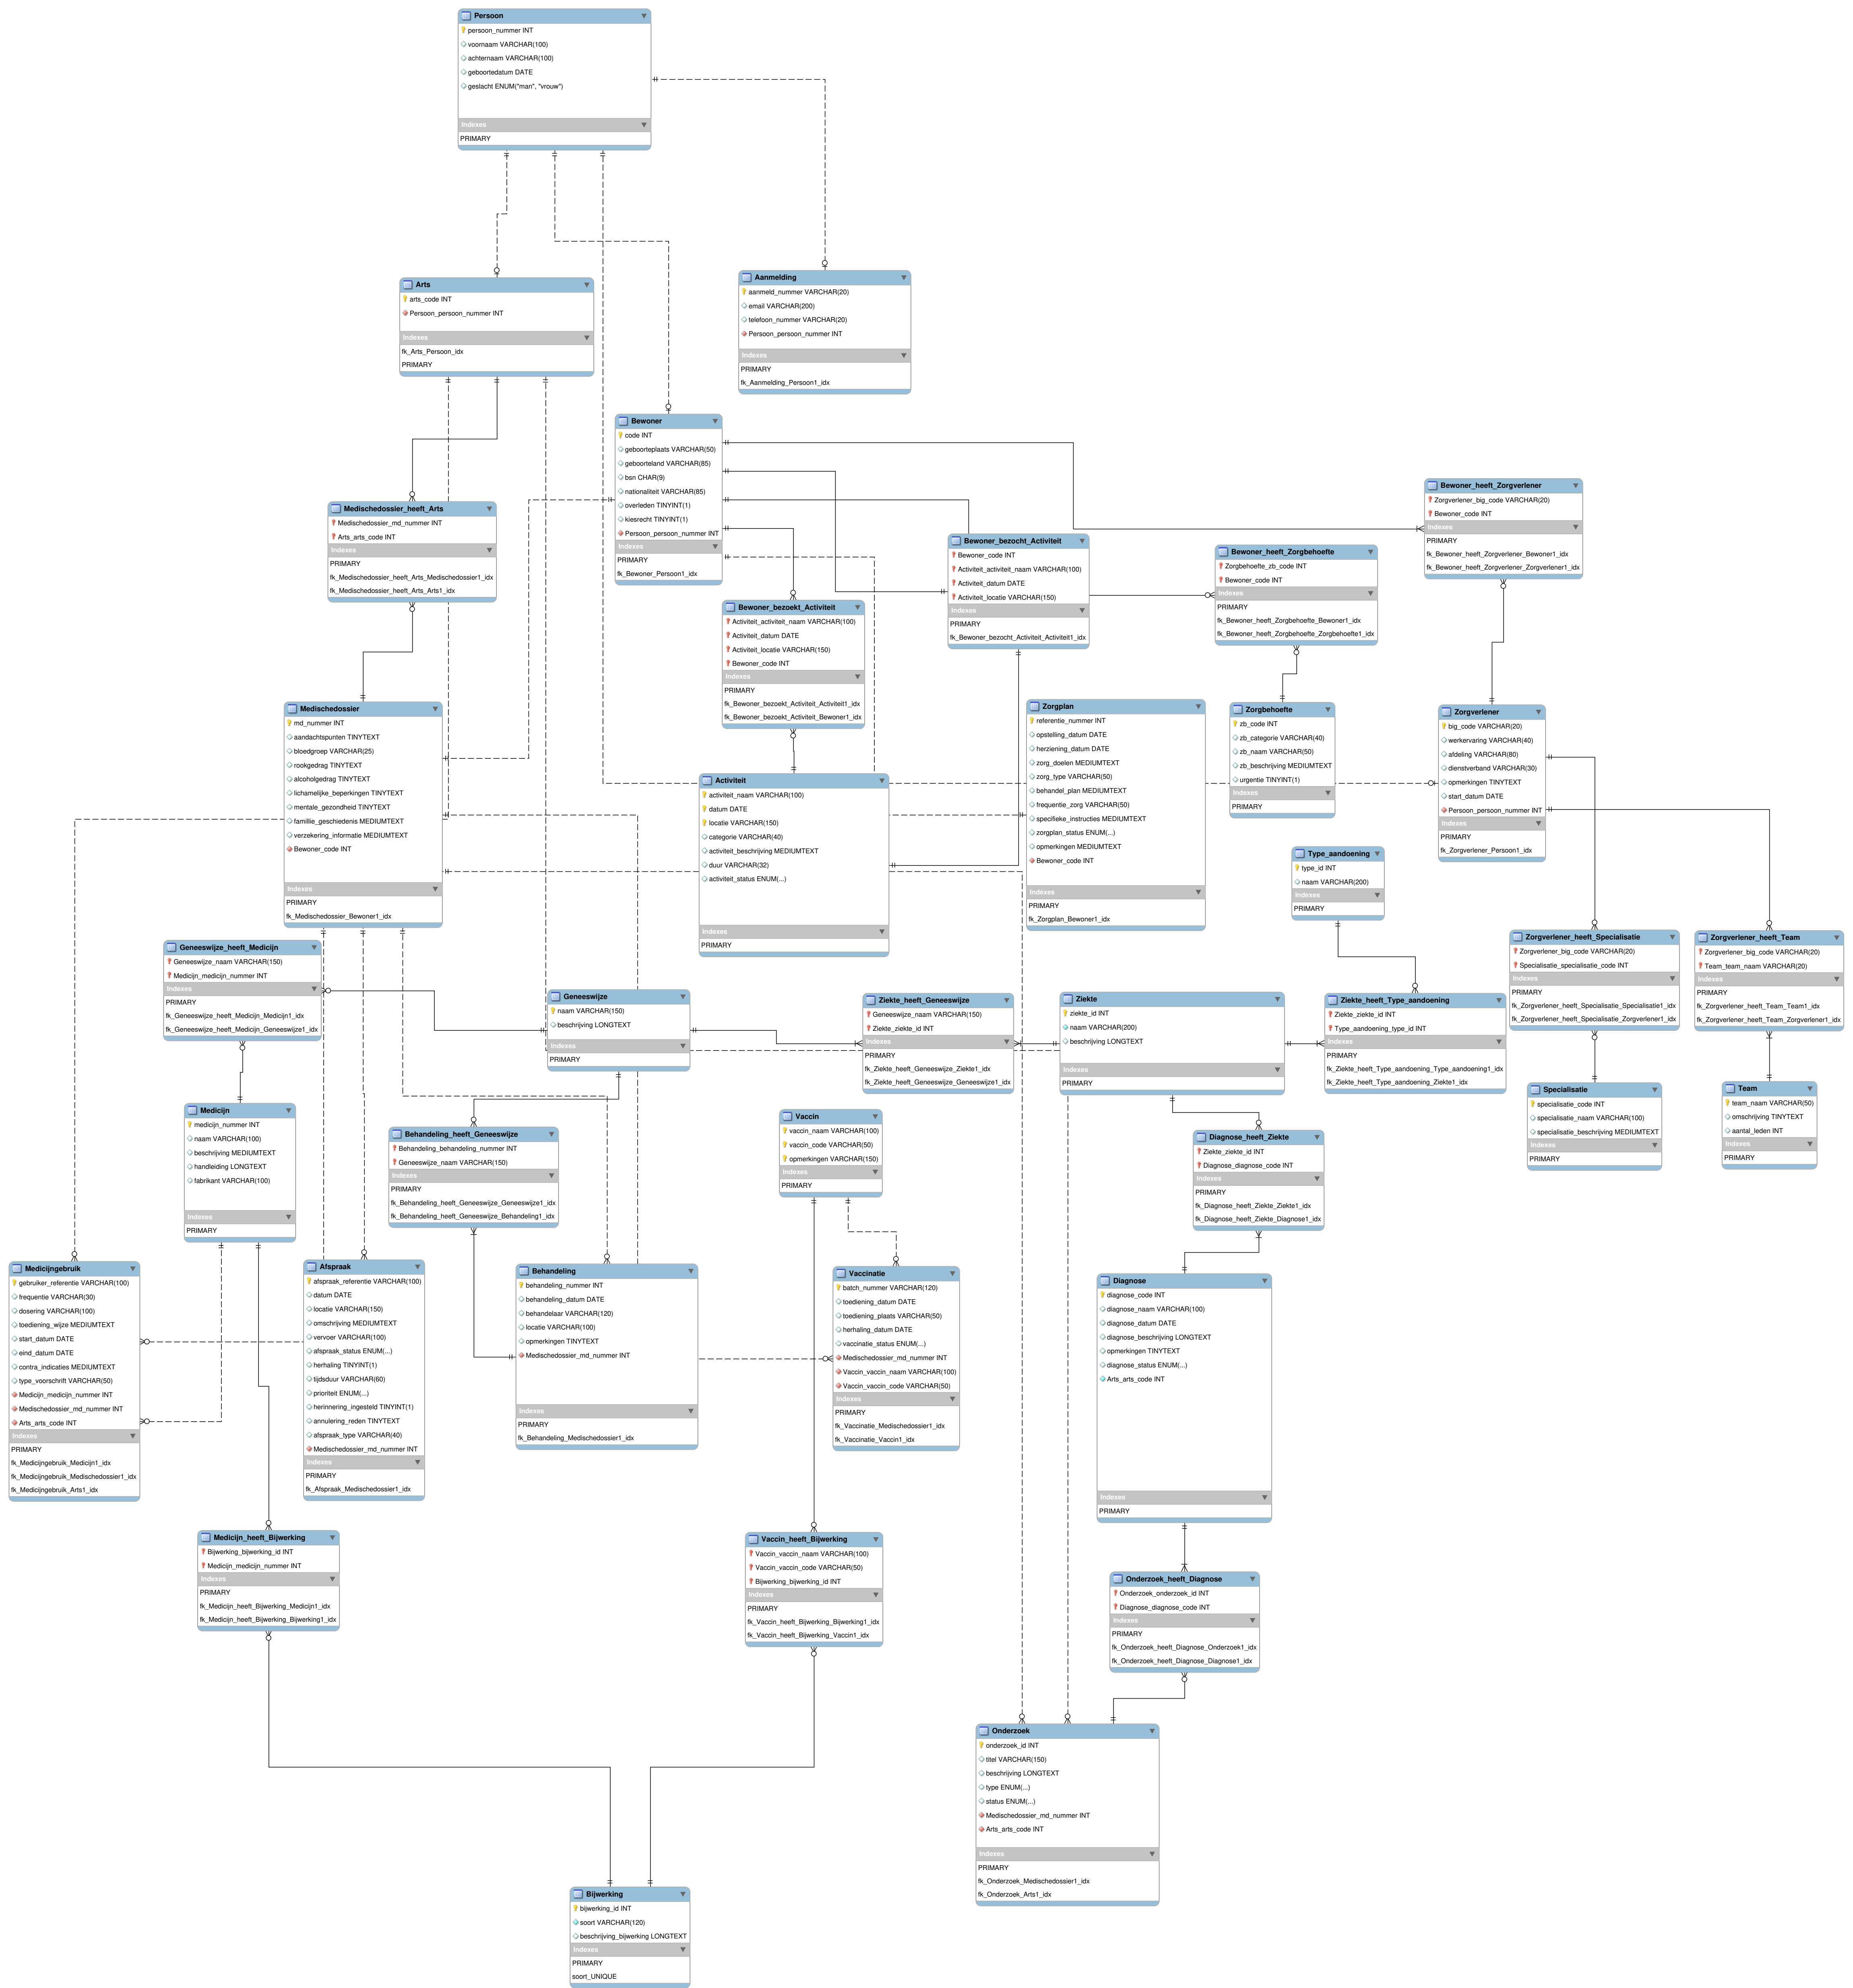 Persoon
persoon_nummer INT
voornaam VARCHAR(100)
achternaam VARCHAR(100)
geboortedatum DATE
geslacht ENUM("man", "vrouw")
Indexes
PRIMARY
Arts
arts_code INT
Persoon_persoon_nummer INT
Indexes
fk_Arts_Persoon_idx
PRIMARY
Aanmelding
aanmeld_nummer VARCHAR(20)
email VARCHAR(200)
telefoon_nummer VARCHAR(20)
Persoon_persoon_nummer INT
Indexes
PRIMARY
fk_Aanmelding_Persoon1_idx
Bewoner
code INT
geboorteplaats VARCHAR(50)
geboorteland VARCHAR(85)
bsn CHAR(9)
nationaliteit VARCHAR(85)
overleden TINYINT(1)
kiesrecht TINYINT(1)
Persoon_persoon_nummer INT
Indexes
PRIMARY
fk_Bewoner_Persoon1_idx
Medischedossier_heeft_Arts
Medischedossier_md_nummer INT
Arts_arts_code INT
Indexes
PRIMARY
fk_Medischedossier_heeft_Arts_Medischedossier1_idx
fk_Medischedossier_heeft_Arts_Arts1_idx
Bewoner_heeft_Zorgverlener
Zorgverlener_big_code VARCHAR(20)
Bewoner_code INT
Indexes
PRIMARY
fk_Bewoner_heeft_Zorgverlener_Bewoner1_idx
fk_Bewoner_heeft_Zorgverlener_Zorgverlener1_idx
Bewoner_bezocht_Activiteit
Bewoner_code INT
Activiteit_activiteit_naam VARCHAR(100)
Activiteit_datum DATE
Activiteit_locatie VARCHAR(150)
Indexes
PRIMARY
fk_Bewoner_bezocht_Activiteit_Activiteit1_idx
Bewoner_heeft_Zorgbehoefte
Zorgbehoefte_zb_code INT
Bewoner_code INT
Indexes
PRIMARY
fk_Bewoner_heeft_Zorgbehoefte_Bewoner1_idx
fk_Bewoner_heeft_Zorgbehoefte_Zorgbehoefte1_idx
Bewoner_bezoekt_Activiteit
Activiteit_activiteit_naam VARCHAR(100)
Activiteit_datum DATE
Activiteit_locatie VARCHAR(150)
Bewoner_code INT
Indexes
PRIMARY
fk_Bewoner_bezoekt_Activiteit_Activiteit1_idx
fk_Bewoner_bezoekt_Activiteit_Bewoner1_idx
Medischedossier
md_nummer INT
aandachtspunten TINYTEXT
bloedgroep VARCHAR(25)
rookgedrag TINYTEXT
alcoholgedrag TINYTEXT
lichamelijke_beperkingen TINYTEXT
mentale_gezondheid TINYTEXT
famillie_geschiedenis MEDIUMTEXT
verzekering_informatie MEDIUMTEXT
Bewoner_code INT
Indexes
PRIMARY
fk_Medischedossier_Bewoner1_idx
Activiteit
activiteit_naam VARCHAR(100)
datum DATE
locatie VARCHAR(150)
categorie VARCHAR(40)
activiteit_beschrijving MEDIUMTEXT
duur VARCHAR(32)
activiteit_status ENUM(...)
Indexes
PRIMARY
Zorgplan
referentie_nummer INT
opstelling_datum DATE
herziening_datum DATE
zorg_doelen MEDIUMTEXT
zorg_type VARCHAR(50)
behandel_plan MEDIUMTEXT
frequentie_zorg VARCHAR(50)
specifieke_instructies MEDIUMTEXT
zorgplan_status ENUM(...)
opmerkingen MEDIUMTEXT
Bewoner_code INT
Indexes
PRIMARY
fk_Zorgplan_Bewoner1_idx
Zorgbehoefte
zb_code INT
zb_categorie VARCHAR(40)
zb_naam VARCHAR(50)
zb_beschrijving MEDIUMTEXT
urgentie TINYINT(1)
Indexes
PRIMARY
Zorgverlener
big_code VARCHAR(20)
werkervaring VARCHAR(40)
afdeling VARCHAR(80)
dienstverband VARCHAR(30)
opmerkingen TINYTEXT
start_datum DATE
Persoon_persoon_nummer INT
Indexes
PRIMARY
fk_Zorgverlener_Persoon1_idx
Type_aandoening
type_id INT
naam VARCHAR(200)
Indexes
PRIMARY
Geneeswijze_heeft_Medicijn
Geneeswijze_naam VARCHAR(150)
Medicijn_medicijn_nummer INT
Indexes
PRIMARY
fk_Geneeswijze_heeft_Medicijn_Medicijn1_idx
fk_Geneeswijze_heeft_Medicijn_Geneeswijze1_idx
Geneeswijze
naam VARCHAR(150)
beschrijving LONGTEXT
Indexes
PRIMARY
Ziekte_heeft_Geneeswijze
Geneeswijze_naam VARCHAR(150)
Ziekte_ziekte_id INT
Indexes
PRIMARY
fk_Ziekte_heeft_Geneeswijze_Ziekte1_idx
fk_Ziekte_heeft_Geneeswijze_Geneeswijze1_idx
Ziekte
ziekte_id INT
naam VARCHAR(200)
beschrijving LONGTEXT
Indexes
PRIMARY
Ziekte_heeft_Type_aandoening
Ziekte_ziekte_id INT
Type_aandoening_type_id INT
Indexes
PRIMARY
fk_Ziekte_heeft_Type_aandoening_Type_aandoening1_idx
fk_Ziekte_heeft_Type_aandoening_Ziekte1_idx
Zorgverlener_heeft_Specialisatie
Zorgverlener_big_code VARCHAR(20)
Specialisatie_specialisatie_code INT
Indexes
PRIMARY
fk_Zorgverlener_heeft_Specialisatie_Specialisatie1_idx
fk_Zorgverlener_heeft_Specialisatie_Zorgverlener1_idx
Zorgverlener_heeft_Team
Zorgverlener_big_code VARCHAR(20)
Team_team_naam VARCHAR(20)
Indexes
PRIMARY
fk_Zorgverlener_heeft_Team_Team1_idx
fk_Zorgverlener_heeft_Team_Zorgverlener1_idx
Specialisatie
specialisatie_code INT
specialisatie_naam VARCHAR(100)
specialisatie_beschrijving MEDIUMTEXT
Indexes
PRIMARY
Team
team_naam VARCHAR(50)
omschrijving TINYTEXT
aantal_leden INT
Indexes
PRIMARY
Medicijn
medicijn_nummer INT
naam VARCHAR(100)
beschrijving MEDIUMTEXT
handleiding LONGTEXT
fabrikant VARCHAR(100)
Indexes
PRIMARY
Behandeling_heeft_Geneeswijze
Behandeling_behandeling_nummer INT
Geneeswijze_naam VARCHAR(150)
Indexes
PRIMARY
fk_Behandeling_heeft_Geneeswijze_Geneeswijze1_idx
fk_Behandeling_heeft_Geneeswijze_Behandeling1_idx
Vaccin
vaccin_naam VARCHAR(100)
vaccin_code VARCHAR(50)
opmerkingen VARCHAR(150)
Indexes
PRIMARY
Diagnose_heeft_Ziekte
Ziekte_ziekte_id INT
Diagnose_diagnose_code INT
Indexes
PRIMARY
fk_Diagnose_heeft_Ziekte_Ziekte1_idx
fk_Diagnose_heeft_Ziekte_Diagnose1_idx
Medicijngebruik
gebruiker_referentie VARCHAR(100)
frequentie VARCHAR(30)
dosering VARCHAR(100)
toediening_wijze MEDIUMTEXT
start_datum DATE
eind_datum DATE
contra_indicaties MEDIUMTEXT
type_voorschrift VARCHAR(50)
Medicijn_medicijn_nummer INT
Medischedossier_md_nummer INT
Arts_arts_code INT
Indexes
PRIMARY
fk_Medicijngebruik_Medicijn1_idx
fk_Medicijngebruik_Medischedossier1_idx
fk_Medicijngebruik_Arts1_idx
Afspraak
afspraak_referentie VARCHAR(100)
datum DATE
locatie VARCHAR(150)
omschrijving MEDIUMTEXT
vervoer VARCHAR(100)
afspraak_status ENUM(...)
herhaling TINYINT(1)
tijdsduur VARCHAR(60)
prioriteit ENUM(...)
herinnering_ingesteld TINYINT(1)
annulering_reden TINYTEXT
afspraak_type VARCHAR(40)
Medischedossier_md_nummer INT
Indexes
PRIMARY
fk_Afspraak_Medischedossier1_idx
Behandeling
behandeling_nummer INT
behandeling_datum DATE
behandelaar VARCHAR(120)
locatie VARCHAR(100)
opmerkingen TINYTEXT
Medischedossier_md_nummer INT
Indexes
PRIMARY
fk_Behandeling_Medischedossier1_idx
Vaccinatie
batch_nummer VARCHAR(120)
toediening_datum DATE
toediening_plaats VARCHAR(50)
herhaling_datum DATE
vaccinatie_status ENUM(...)
Medischedossier_md_nummer INT
Vaccin_vaccin_naam VARCHAR(100)
Vaccin_vaccin_code VARCHAR(50)
Indexes
PRIMARY
fk_Vaccinatie_Medischedossier1_idx
fk_Vaccinatie_Vaccin1_idx
Diagnose
diagnose_code INT
diagnose_naam VARCHAR(100)
diagnose_datum DATE
diagnose_beschrijving LONGTEXT
opmerkingen TINYTEXT
diagnose_status ENUM(...)
Arts_arts_code INT
Indexes
PRIMARY
Medicijn_heeft_Bijwerking
Bijwerking_bijwerking_id INT
Medicijn_medicijn_nummer INT
Indexes
PRIMARY
fk_Medicijn_heeft_Bijwerking_Medicijn1_idx
fk_Medicijn_heeft_Bijwerking_Bijwerking1_idx
Vaccin_heeft_Bijwerking
Vaccin_vaccin_naam VARCHAR(100)
Vaccin_vaccin_code VARCHAR(50)
Bijwerking_bijwerking_id INT
Indexes
PRIMARY
fk_Vaccin_heeft_Bijwerking_Bijwerking1_idx
fk_Vaccin_heeft_Bijwerking_Vaccin1_idx
Onderzoek_heeft_Diagnose
Onderzoek_onderzoek_id INT
Diagnose_diagnose_code INT
Indexes
PRIMARY
fk_Onderzoek_heeft_Diagnose_Onderzoek1_idx
fk_Onderzoek_heeft_Diagnose_Diagnose1_idx
Onderzoek
onderzoek_id INT
titel VARCHAR(150)
beschrijving LONGTEXT
type ENUM(...)
status ENUM(...)
Medischedossier_md_nummer INT
Arts_arts_code INT
Indexes
PRIMARY
fk_Onderzoek_Medischedossier1_idx
fk_Onderzoek_Arts1_idx
Bijwerking
bijwerking_id INT
soort VARCHAR(120)
beschrijving_bijwerking LONGTEXT
Indexes
PRIMARY
soort_UNIQUE